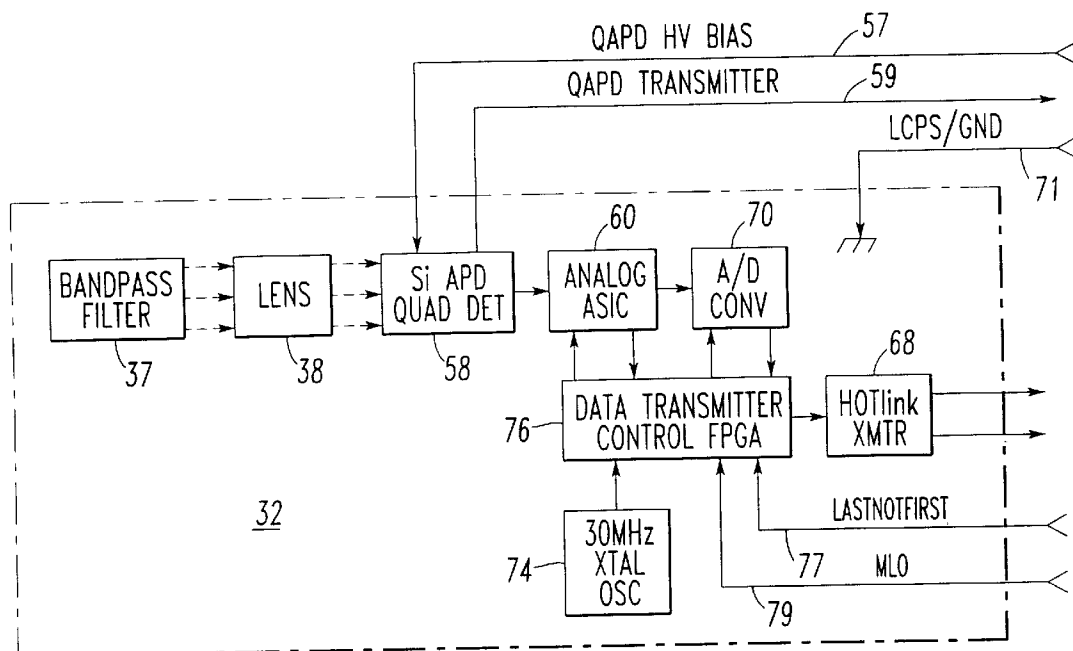 QAPD HV BIAS
57
QAPD TRANSMITTER
59
LCPS/GND
71
60
70
BANDPASS
FILTER
LENS
Si APD
QUAD DET
ANALOG
ASIC
A/D
CONV
37
38
58
68
76
DATA TRANSMITTER
CONTROL FPGA
HOTlink
XMTR
32
74
30MHz
XTAL
OSC
LASTNOTFIRST
77
MLO
79